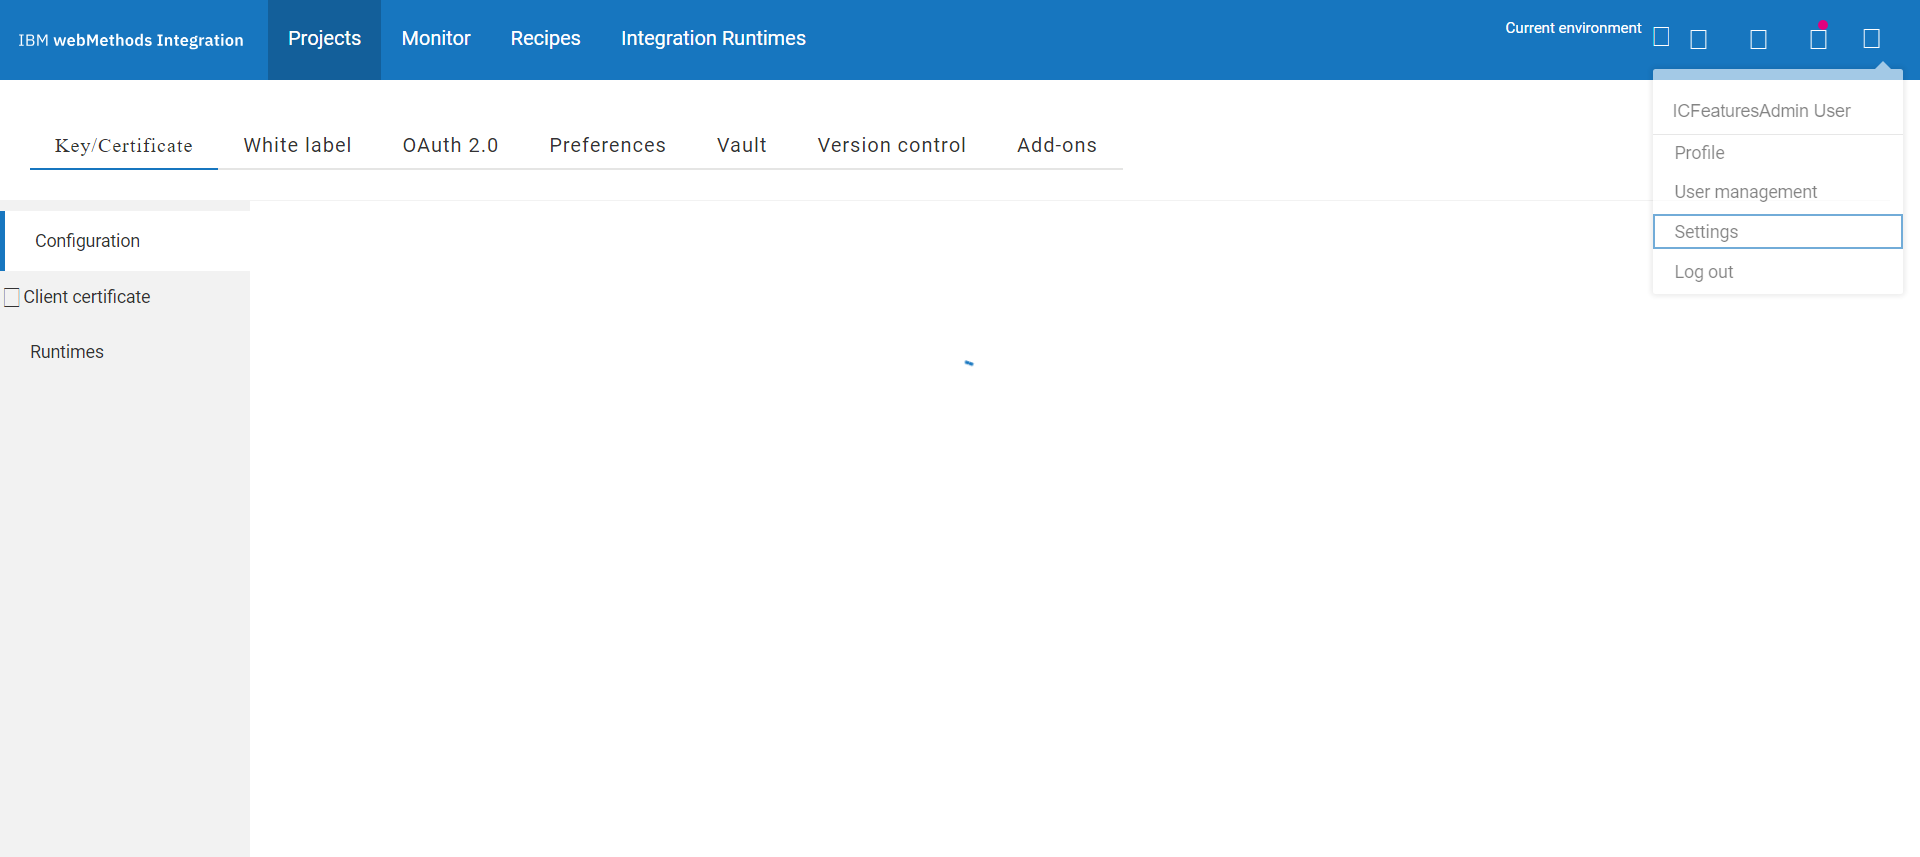 IBM webMethods Integration
Projects
Monitor
Recipes
Integration Runtimes
Current environment
Key/Certificate
White label
OAuth 2.0
Preferences
Vault
Version control
Add-ons
ICFeaturesAdmin User
Profile
User management
Settings
Log out
Configuration
Client certificate
Runtimes